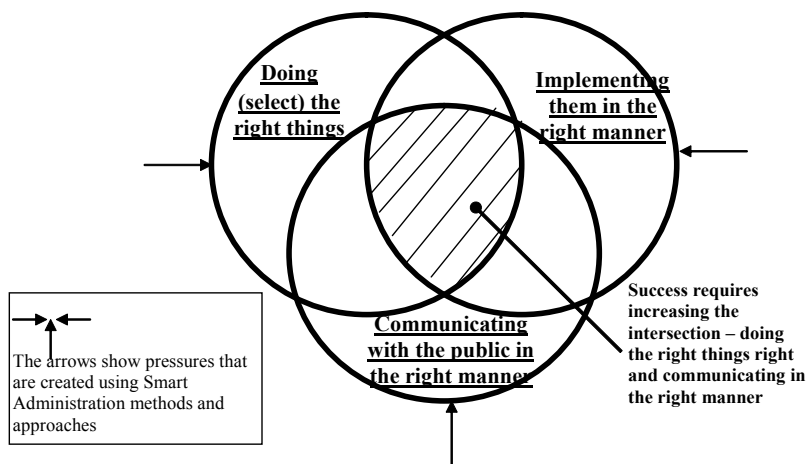 Doing
(select) the
right things
Implementing
them in the
right manner
Communicating
with the public in
the right manner
Success requires
increasing the
intersection – doing
the right things right
and communicating in
the right manner
The arrows show pressures that
are created using Smart
Administration methods and
approaches